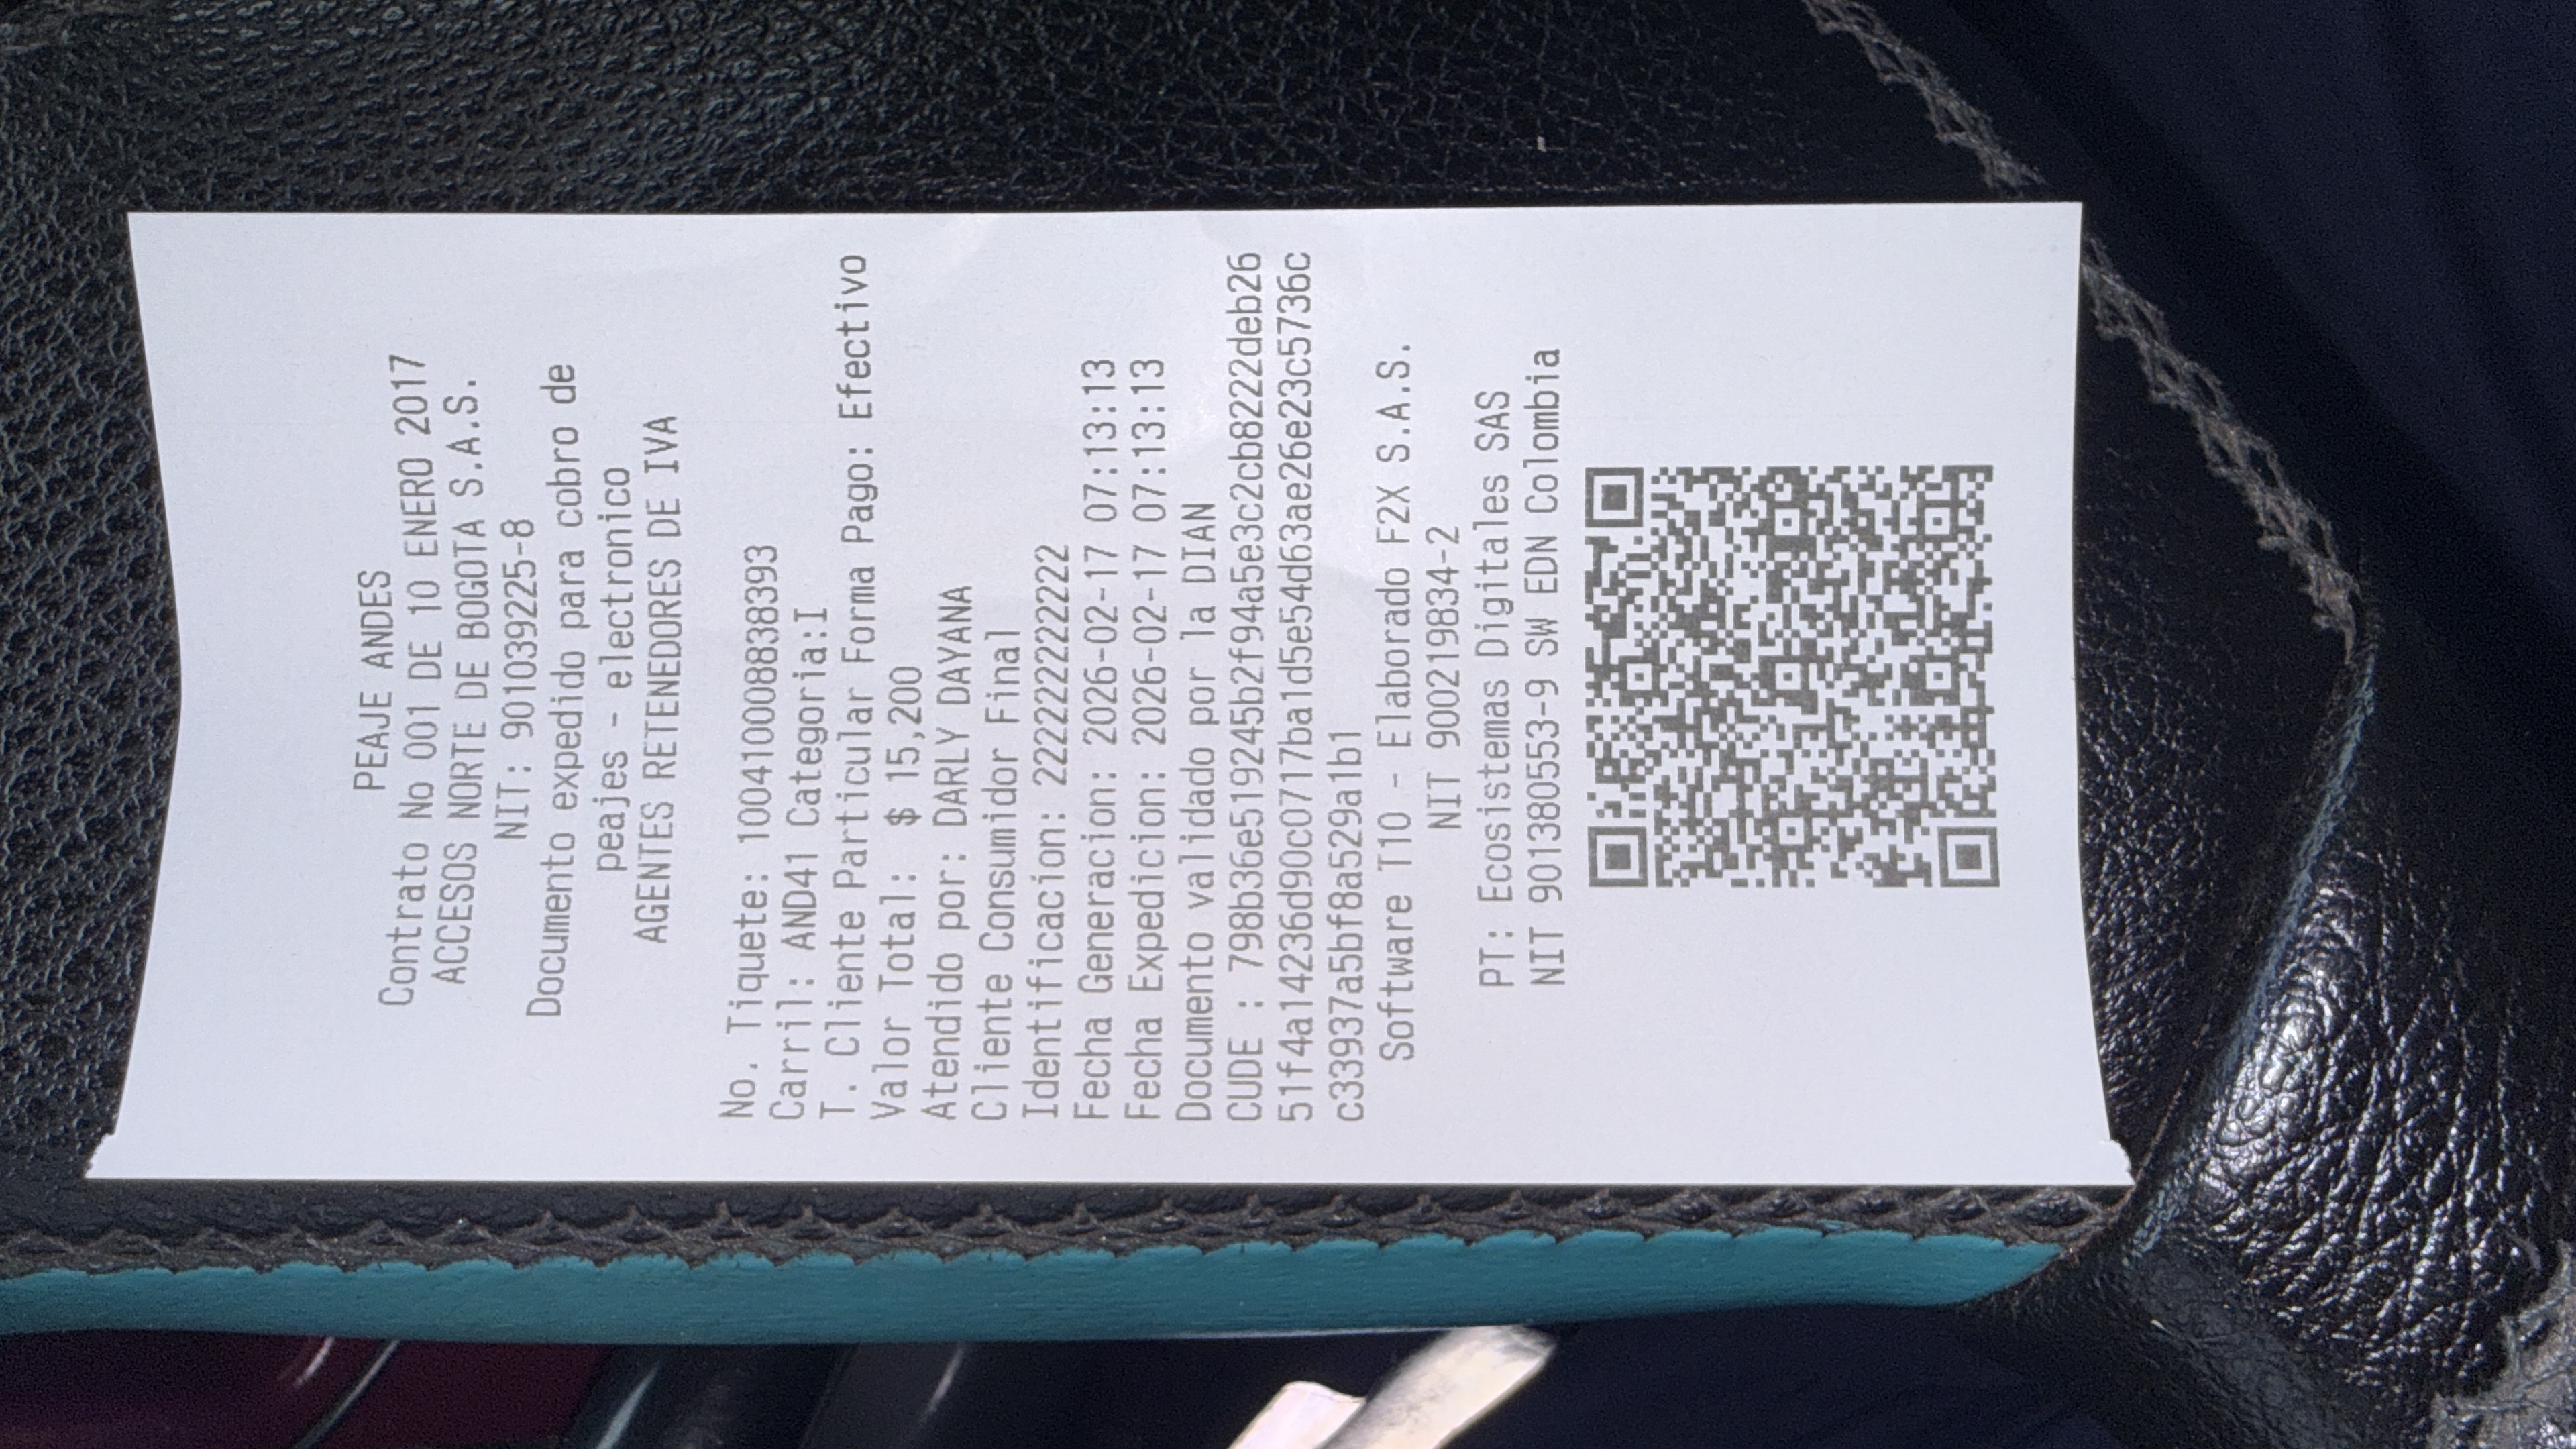 PEAJE ANDES
Contrato No 001 DE 10 ENERO 2017
ACCESOS NORTE DE BOGOTA S.A.S.
NIT: 901039225-8
Documento expedido para cobro de
peajes - electronico
AGENTES RETENEDORES DE IVA
No. Tiquete: 100410008838393
Carril: AND41 Categoria:I
T. Cliente Particular Forma Pago: Efectivo
Valor Total: $ 15,200
Atendido por: DARLY DAYANA
Cliente Consumidor Final
Identificacion: 222222222222
Fecha Generacion: 2026-02-17 07:13:13
Fecha Expedicion: 2026-02-17 07:13:13
Documento validado por la DIAN
CUDE : 798b36e519245b2f94a5e3c2cb8222deb26
51f4a14236d90c0717ba1d5e54d63ae26e23c5736c
c33937a5bf8a529a1b1
Software T10 - Elaborado F2X S.A.S.
NIT 900219834-2
PT: Ecosistemas Digitales SAS
NIT 901380553-9 SW EDN Colombia